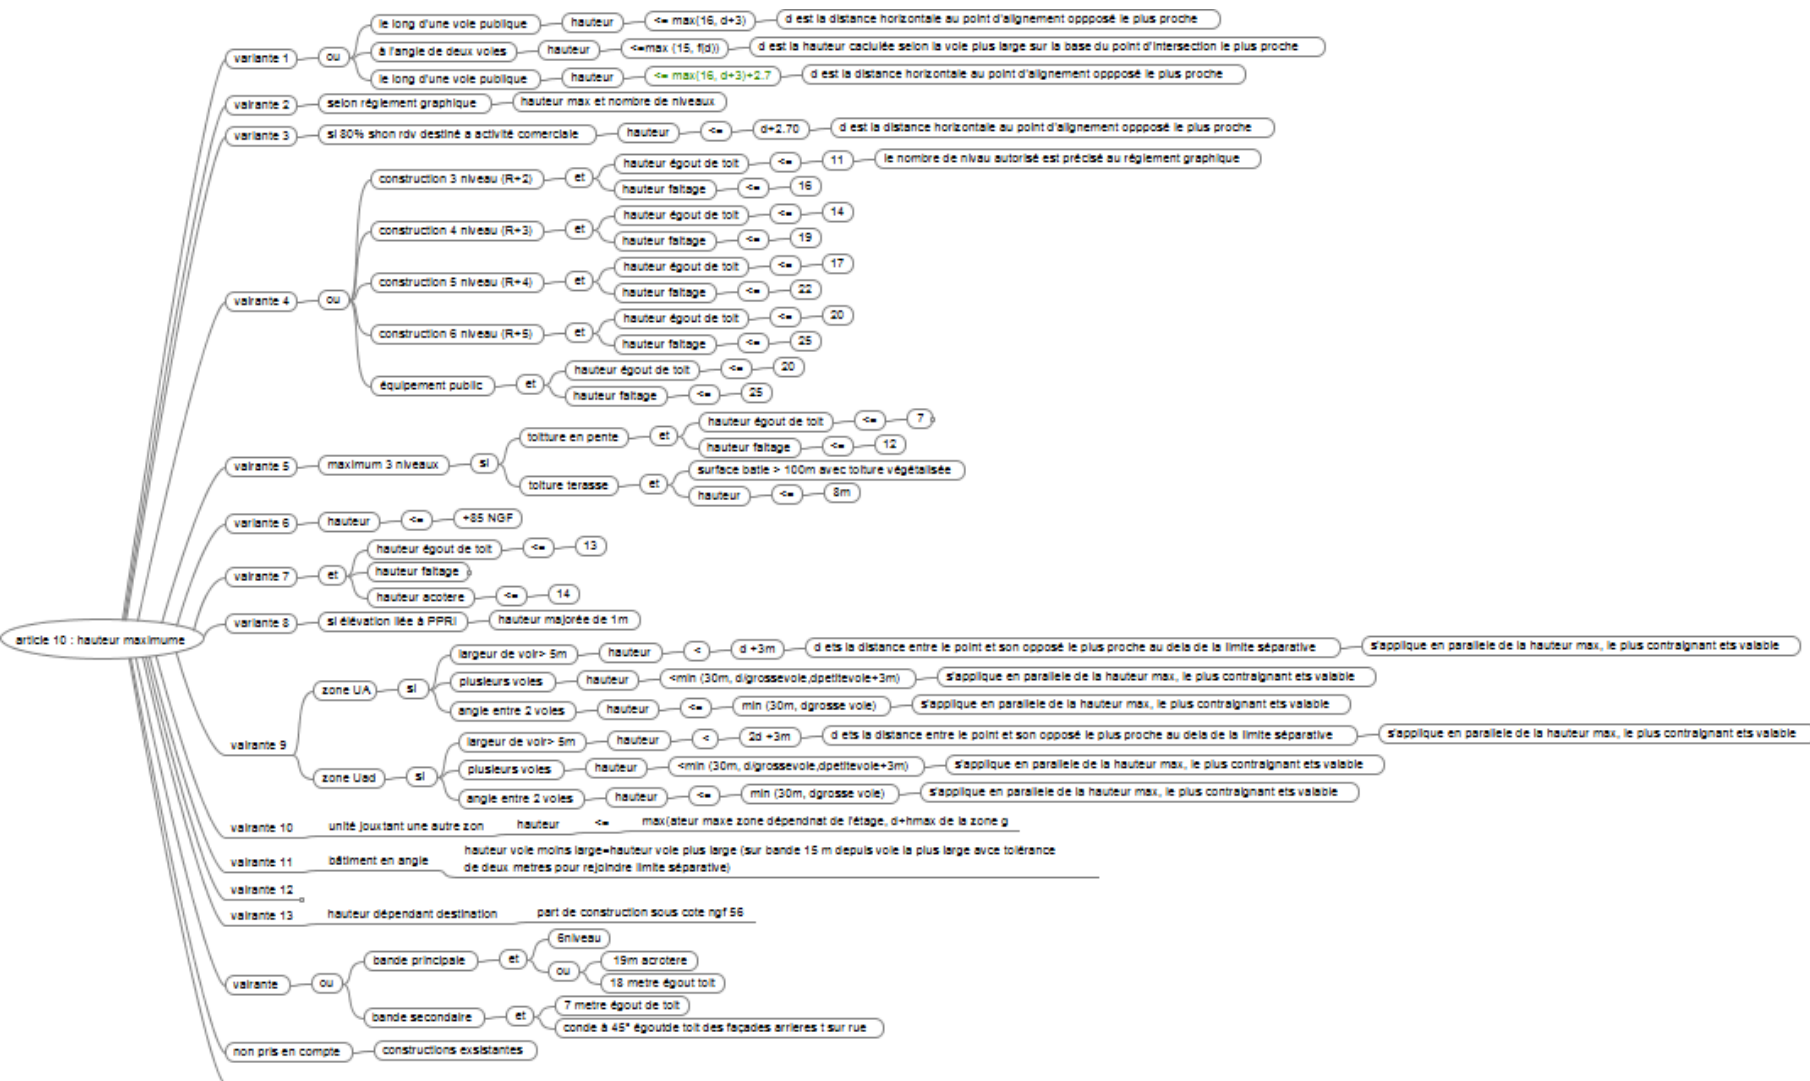 le long d'une voie publique hauteur <= max(16, d+3) d est la distance horizontale au point d'alignement oppposé le plus proche
variante 1 ou à l'angle de deux voies hauteur <=max (15, f(d)) d est la hauteur caclulée selon la voie plus large sur la base du point d'intersection le plus proche
le long d'une voie publique hauteur <= max(16, d+3)+2.7 d est la distance horizontale au point d'alignement oppposé le plus proche
vairante 2 selon réglement graphique hauteur max et nombre de niveaux
variante 3 si 80% shon rdv destiné a activité comerciale hauteur <= d+2.70 d est la distance horizontale au point d'alignement oppposé le plus proche
hauteur égout de toit <= 11 le nombre de nivau autorisé est précisé au réglement graphique
construction 3 niveau (R+2) et
hauteur faitage <= 16
hauteur égout de toit <= 14
construction 4 niveau (R+3) et
hauteur faitage <= 19
hauteur égout de toit <= 17
construction 5 niveau (R+4) et
hauteur faitage <= 22
vairante 4 ou
hauteur égout de toit <= 20
construction 6 niveau (R+5) et
hauteur faitage <= 25
hauteur égout de toit <= 20
équipement public et
hauteur faitage <= 25
hauteur égout de toit <= 7
toitture en pente et
hauteur faitage <= 12
vairante 5 maximum 3 niveaux si
surface batie > 100m avec toiture végétalisée
toiture terasse et
hauteur <= 8m
variante 6 hauteur <= +85 NGF
hauteur égout de toit <= 13
vairante 7 et hauteur faitage
hauteur acotere <= 14
variante 8 si élévation liée à PPRI hauteur majorée de 1m
article 10 : hauteur maximume
largeur de voir> 5m hauteur < d +3m d ets la distance entre le point et son opposé le plus proche au dela de la limite séparative s'applique en parallele de la hauteur max, le plus contraignant ets valable
zone UA si plusieurs voies hauteur <min (30m, d/grossevoie,dpetitevoie+3m) s'applique en parallele de la hauteur max, le plus contraignant ets valable
angle entre 2 voies hauteur <= min (30m, dgrosse voie) s'applique en parallele de la hauteur max, le plus contraignant ets valable
vairante 9
largeur de voir> 5m hauteur < 2d +3m d ets la distance entre le point et son opposé le plus proche au dela de la limite séparative s'applique en parallele de la hauteur max, le plus contraignant ets valable
zone Uad si plusieurs voies hauteur <min (30m, d/grossevoie,dpetitevoie+3m) s'applique en parallele de la hauteur max, le plus contraignant ets valable
angle entre 2 voies hauteur <= min (30m, dgrosse voie) s'applique en parallele de la hauteur max, le plus contraignant ets valable
vairante 10 unité jouxtant une autre zon hauteur <= max(ateur maxe zone dépendnat de l'étage, d+hmax de la zone g
vairante 11 bâtiment en angle hauteur voie moins large=hauteur voie plus large (sur bande 15 m depuis voie la plus large avce tolérance
de deux metres pour rejoindre limite séparative)
vairante 12
vairante 13 hauteur dépendant destination part de construction sous cote ngf 56
6niveau
bande principale et
ou 19m acrotere
18 metre égout toit
vairante ou
7 metre égout de toit
bande secondaire et
conde à 45° égoutde toit des façades arrieres t sur rue
non pris en compte constructions exsistantes